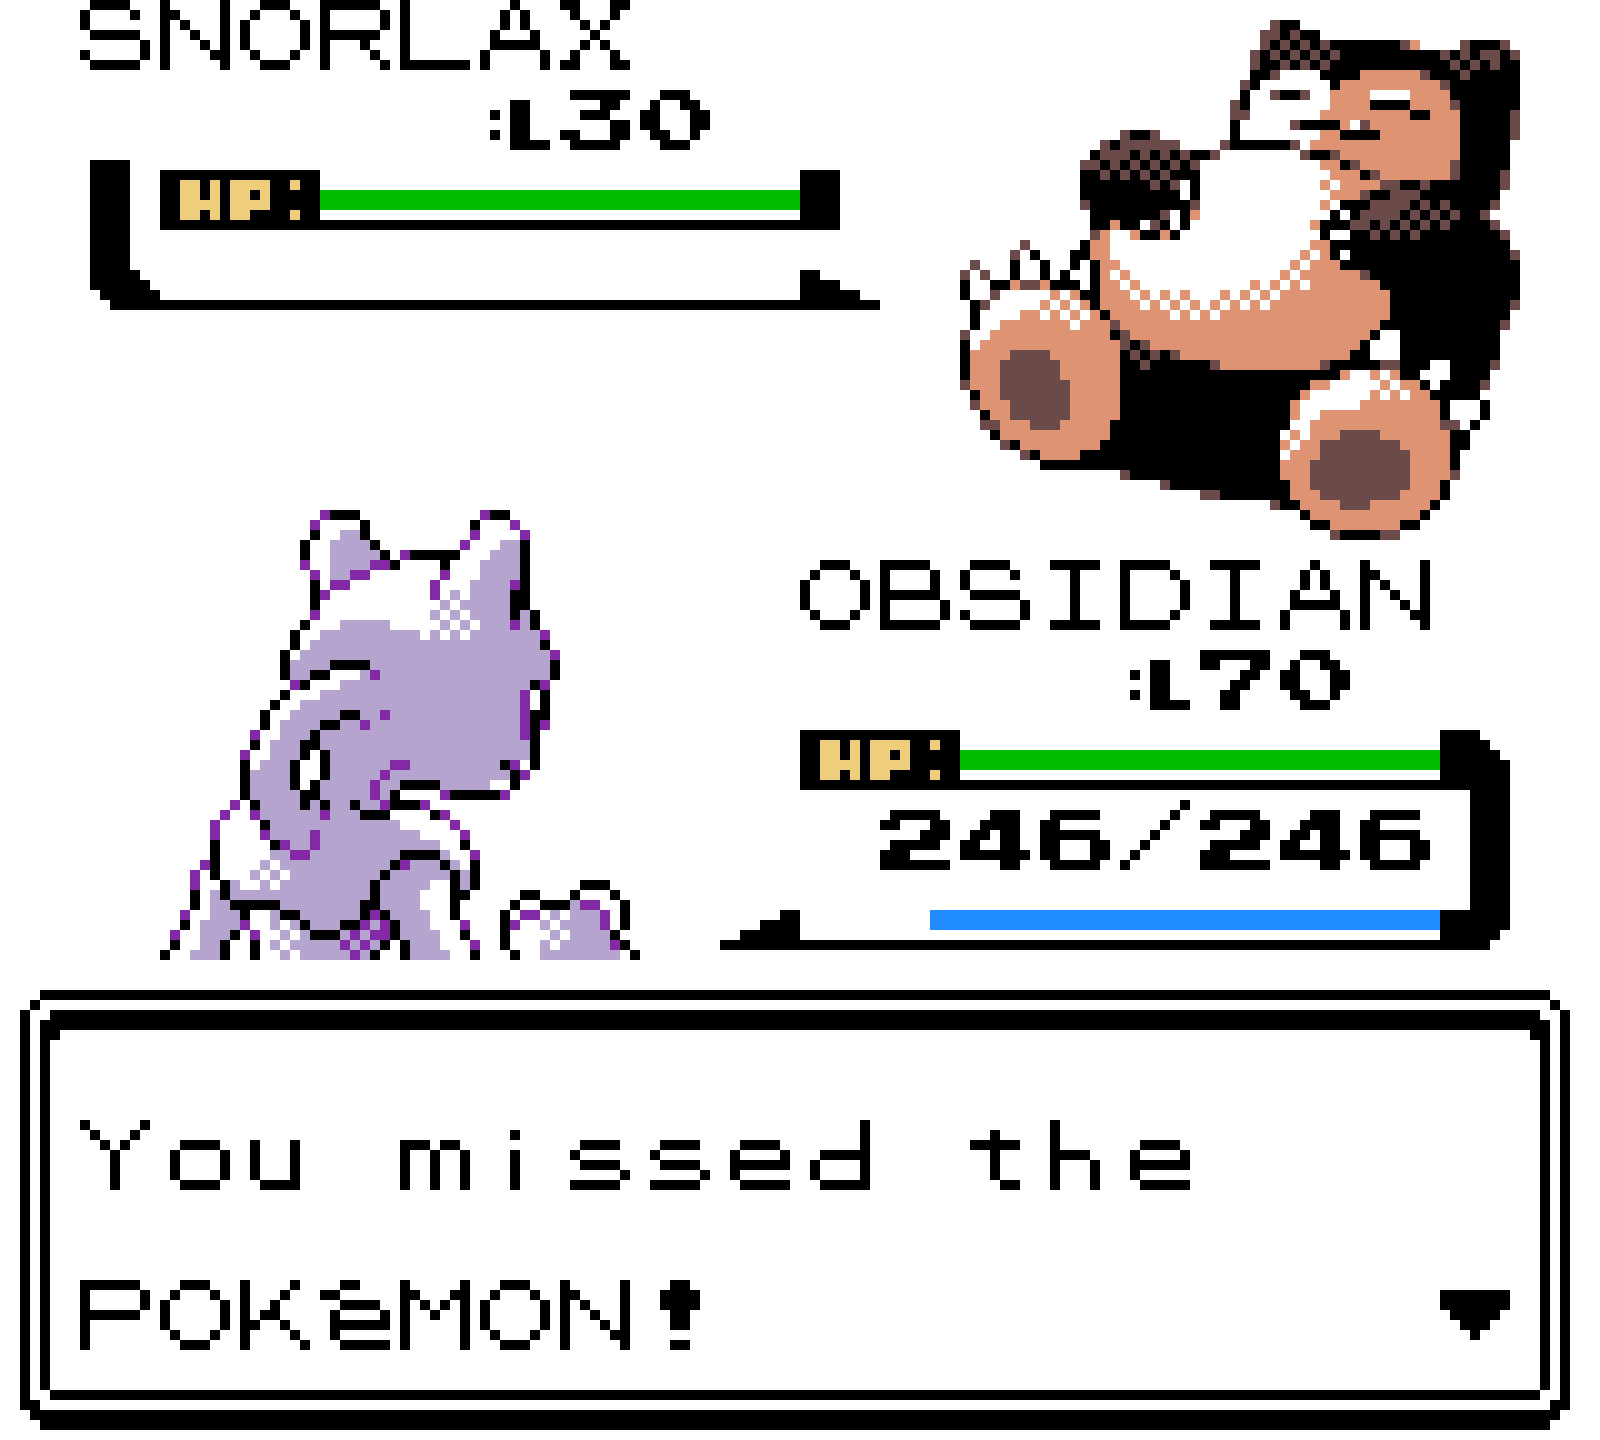 SNORLAX
:L30
HP:
OBSIDIAN
:L70
HP:
246/246
You missed the
POKéMON!